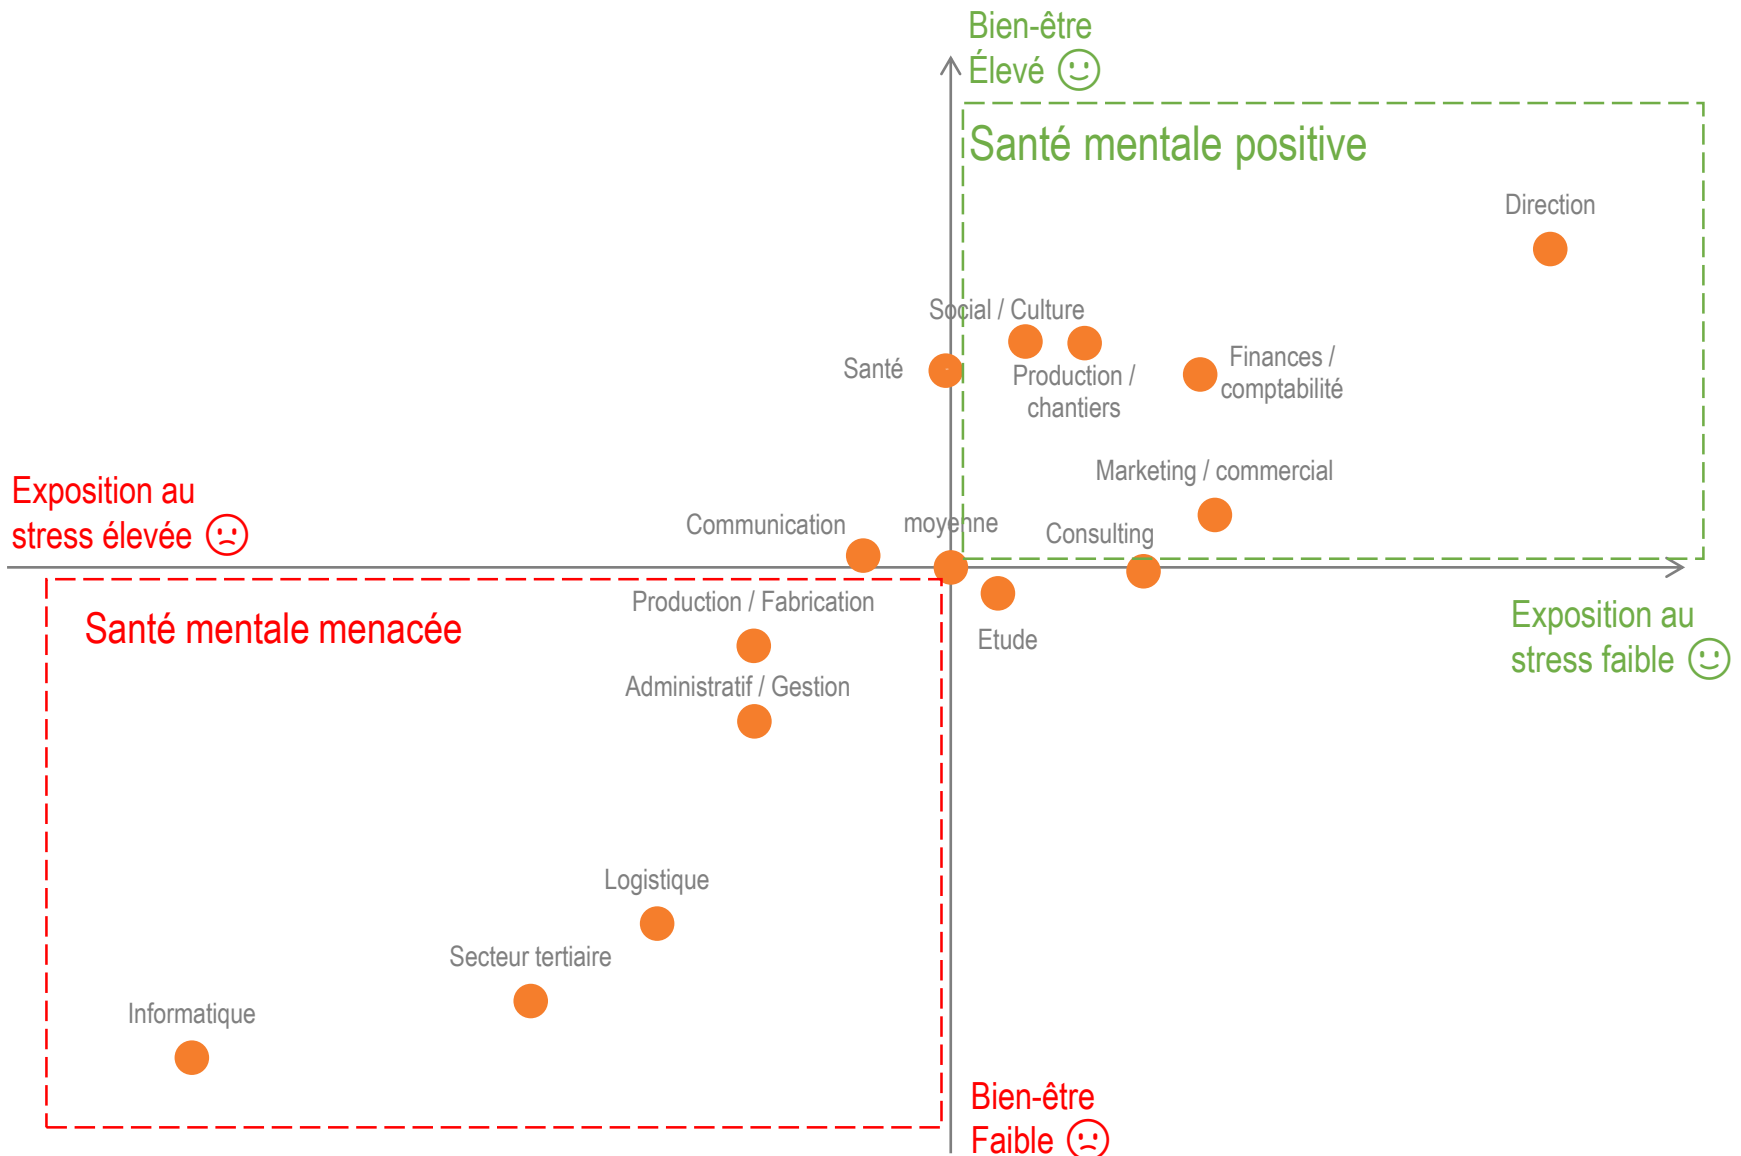 Bien-être
Élevé
Santé mentale positive
Direction
Social / Culture
Santé
Production /
chantiers
Finances /
comptabilité
Marketing / commercial
Exposition au
stress élevée
Communication
moyenne
Consulting
Production / Fabrication
Santé mentale menacée
Etude
Exposition au
stress faible
Administratif / Gestion
Logistique
Secteur tertiaire
Informatique
Bien-être
Faible